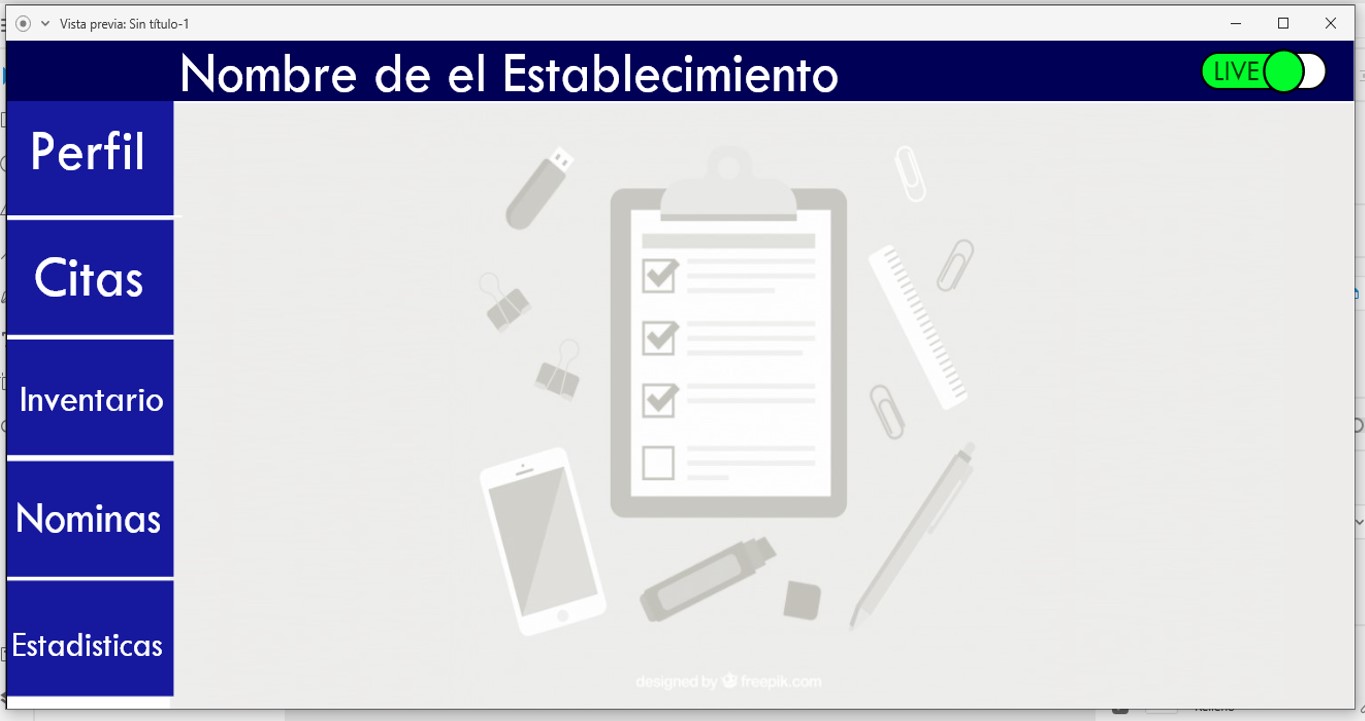 Vista previa: Sin título-1
Nombre de el Establecimiento
LIVE
Perfil
Citas
Inventario
Nominas
Estadisticas
designed by freepik.com